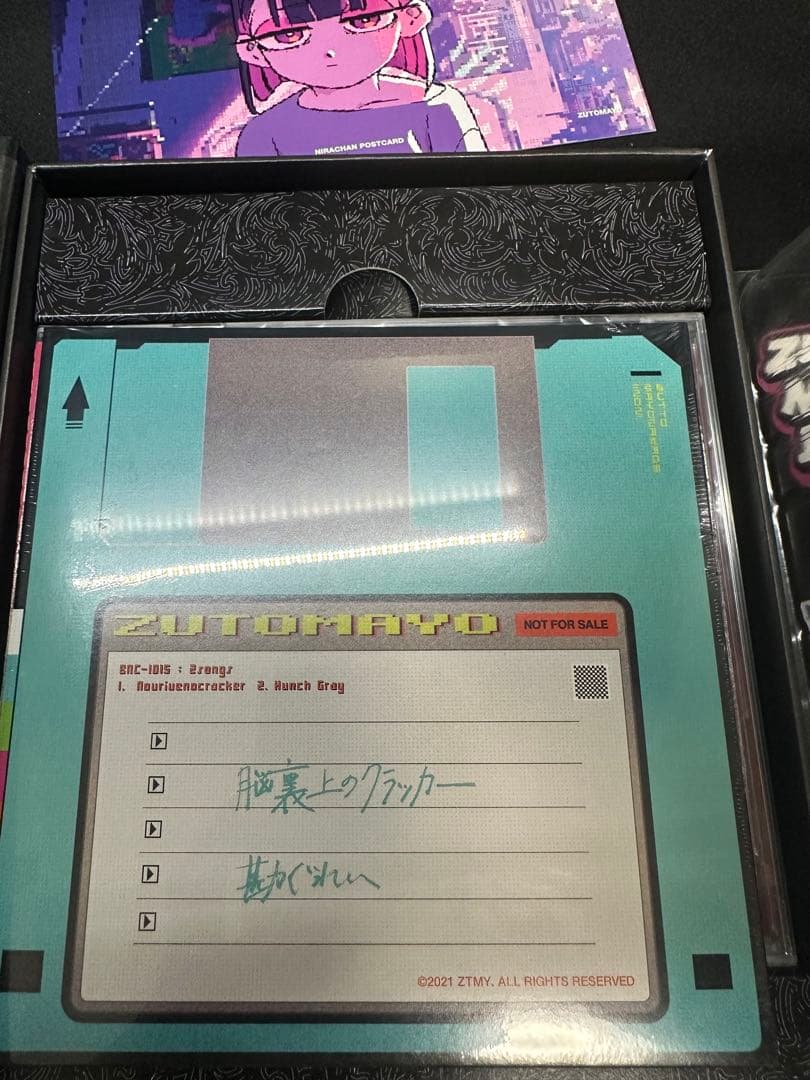 ZUTOMAYO
NIRACHAN POSTCARD
ZUTOMAYO
NOT FOR SALE
BNC-1015 : 2songs
1. Nouriuenocracker 2. Hunch Gray
脳裏上のクラッカー
勘ぐれい
©2021 ZTMY. ALL RIGHTS RESERVED